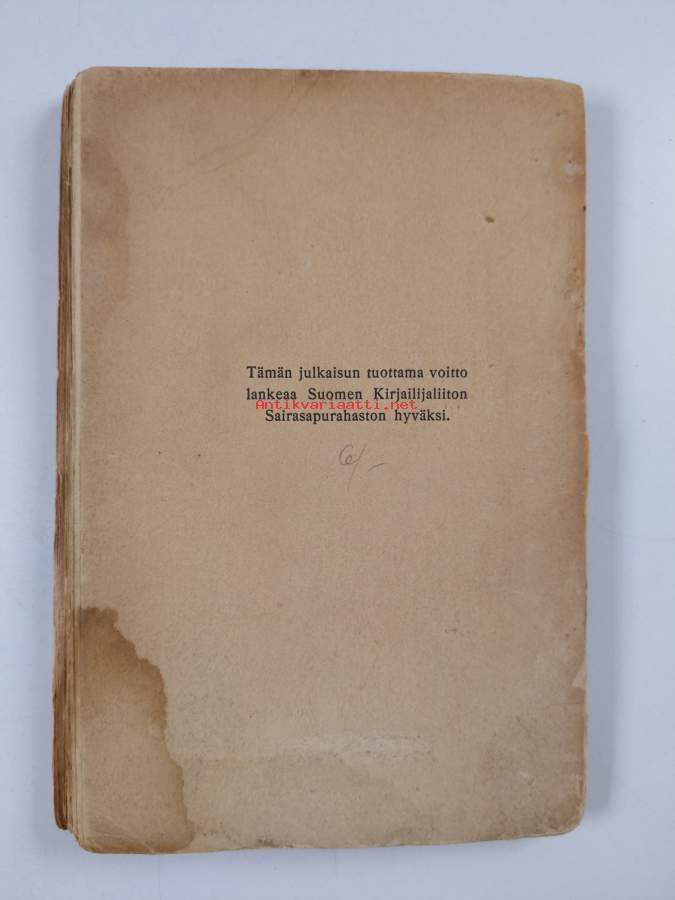 Tämän julkaisun tuottama voitto
lankeaa Suomen Kirjailijaliiton
Antikvariaatti.net
Sairasapurahaston hyväksi.
6/–